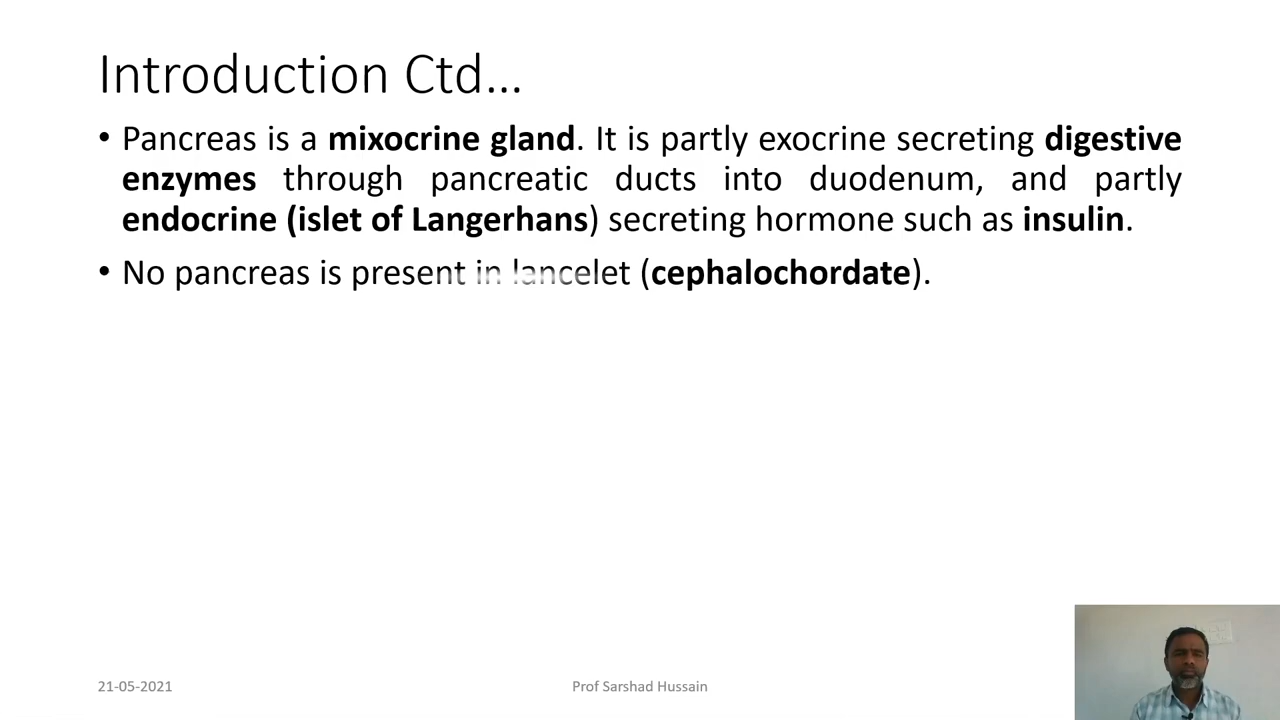 Introduction Ctd...
• Pancreas is a mixocrine gland. It is partly exocrine secreting digestive
enzymes through pancreatic ducts into duodenum, and partly
endocrine (islet of Langerhans) secreting hormone such as insulin.
• No pancreas is present in lancelet (cephalochordate).
21-05-2021
Prof Sarshad Hussain